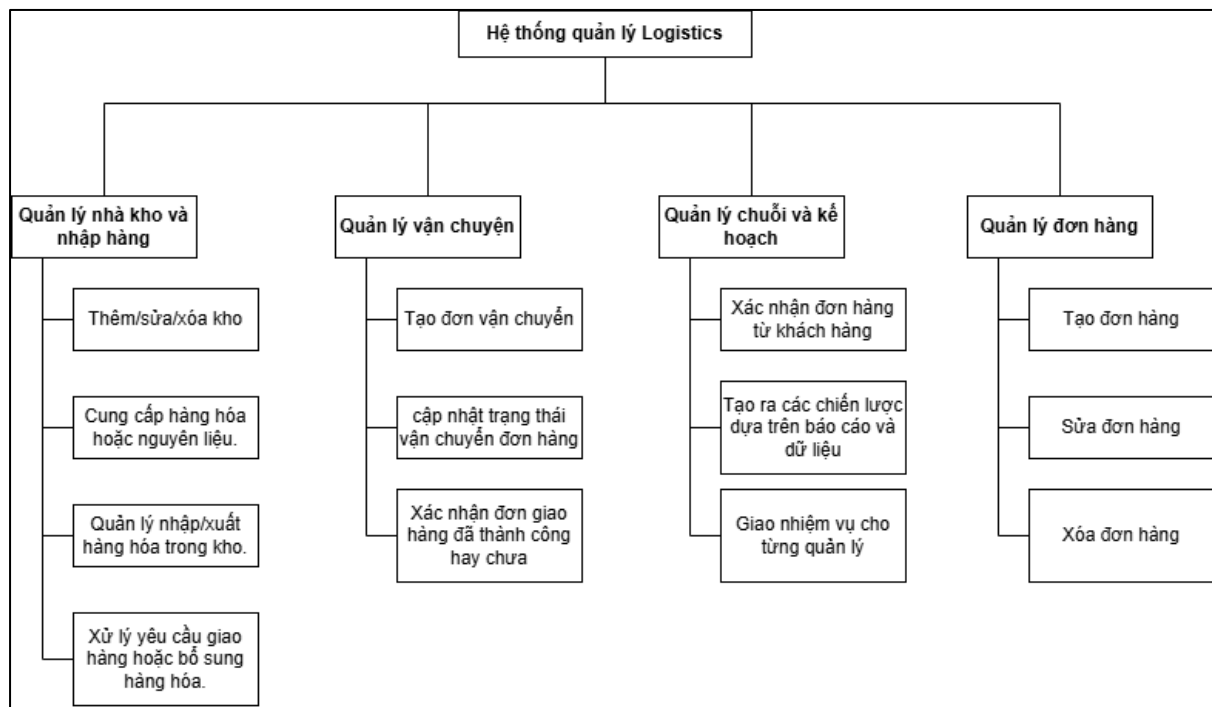 Hệ thống quản lý Logistics
Quản lý nhà kho và
nhập hàng
Thêm/sửa/xóa kho
Cung cấp hàng hóa
hoặc nguyên liệu.
Quản lý nhập/xuất
hàng hóa trong kho.
Xử lý yêu cầu giao
hàng hoặc bổ sung
hàng hóa.
Quản lý vận chuyện
Tạo đơn vận chuyển
cập nhật trạng thái
vận chuyển đơn hàng
Xác nhận đơn giao
hàng đã thành công
hay chưa
Quản lý chuỗi và kế
hoạch
Xác nhận đơn hàng
từ khách hàng
Tạo ra các chiến lược
dựa trên báo cáo và
dữ liệu
Giao nhiệm vụ cho
từng quản lý
Quản lý đơn hàng
Tạo đơn hàng
Sửa đơn hàng
Xóa đơn hàng